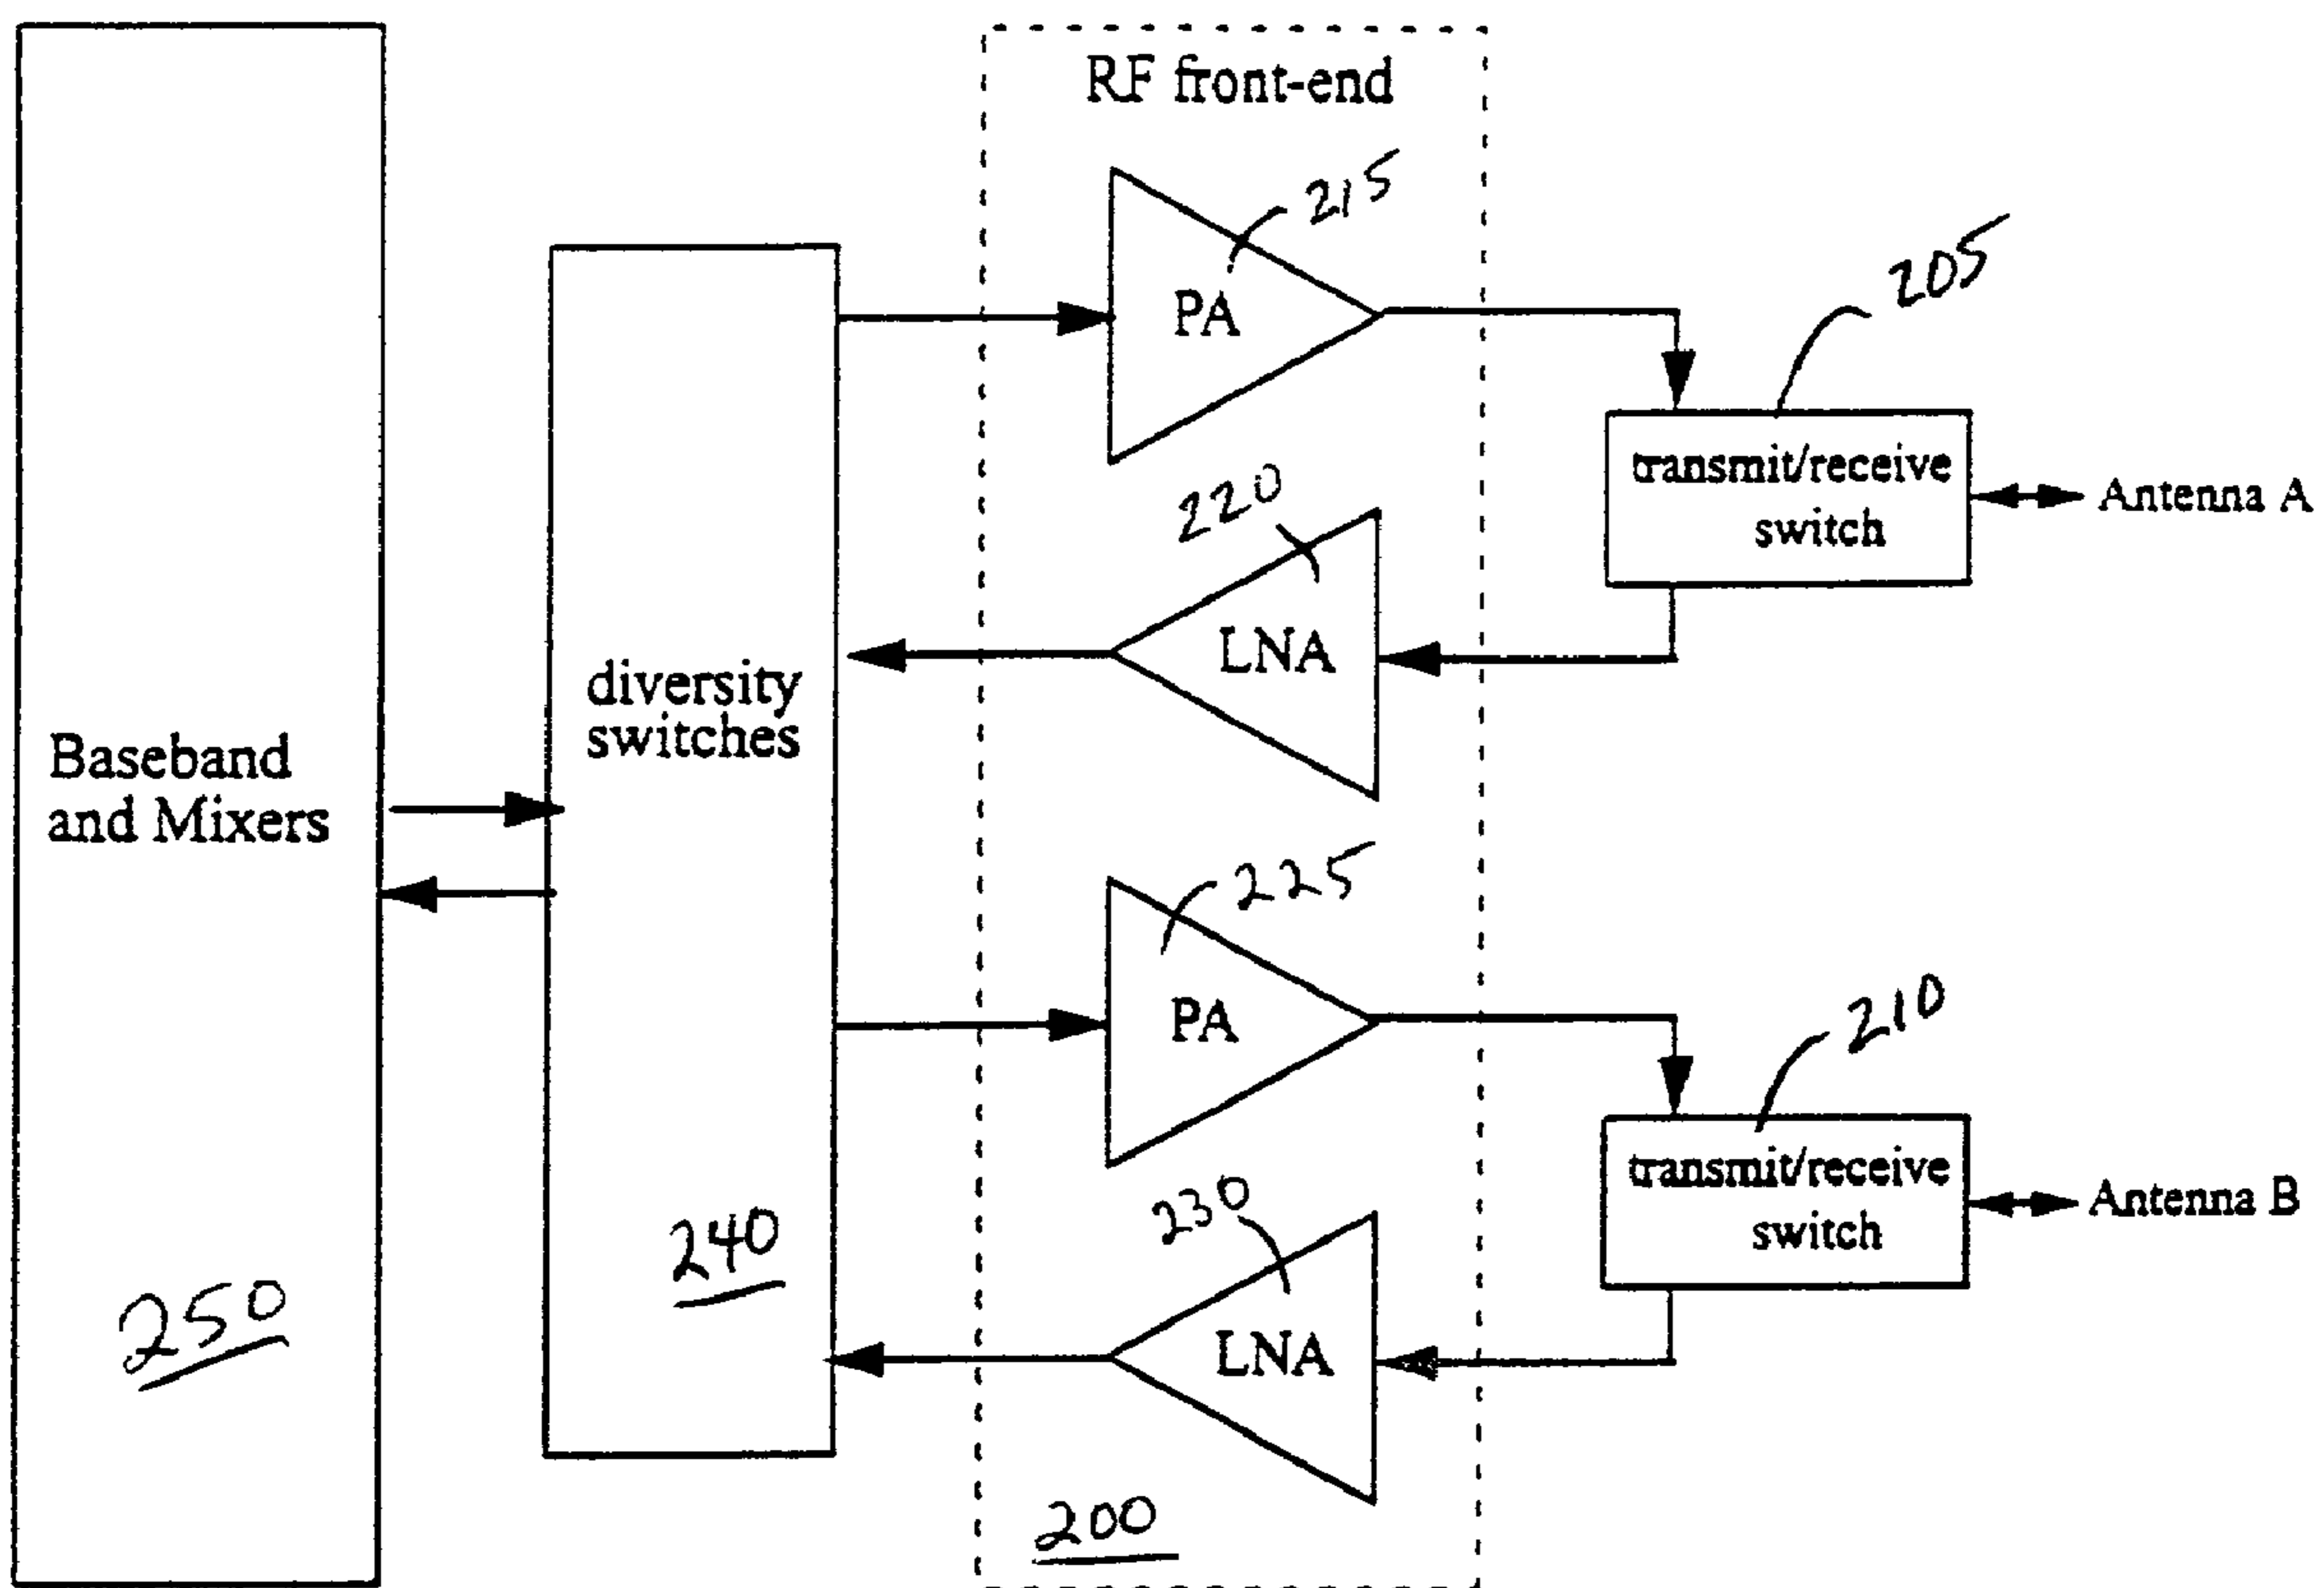 RF front-end
215
PA
205
transmit/receive
switch
Antenna A
220
LNA
diversity
switches
Baseband
and Mixers
225
PA
210
transmit/receive
switch
Antenna B
230
LNA
240
250
200